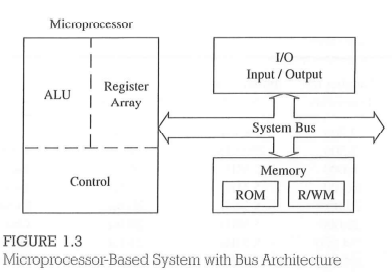 Microprocessor
ALU
Register
Array
Control
I/O
Input / Output
System Bus
Memory
ROM
R/WM
FIGURE 1.3
Microprocessor-Based System with Bus Architecture